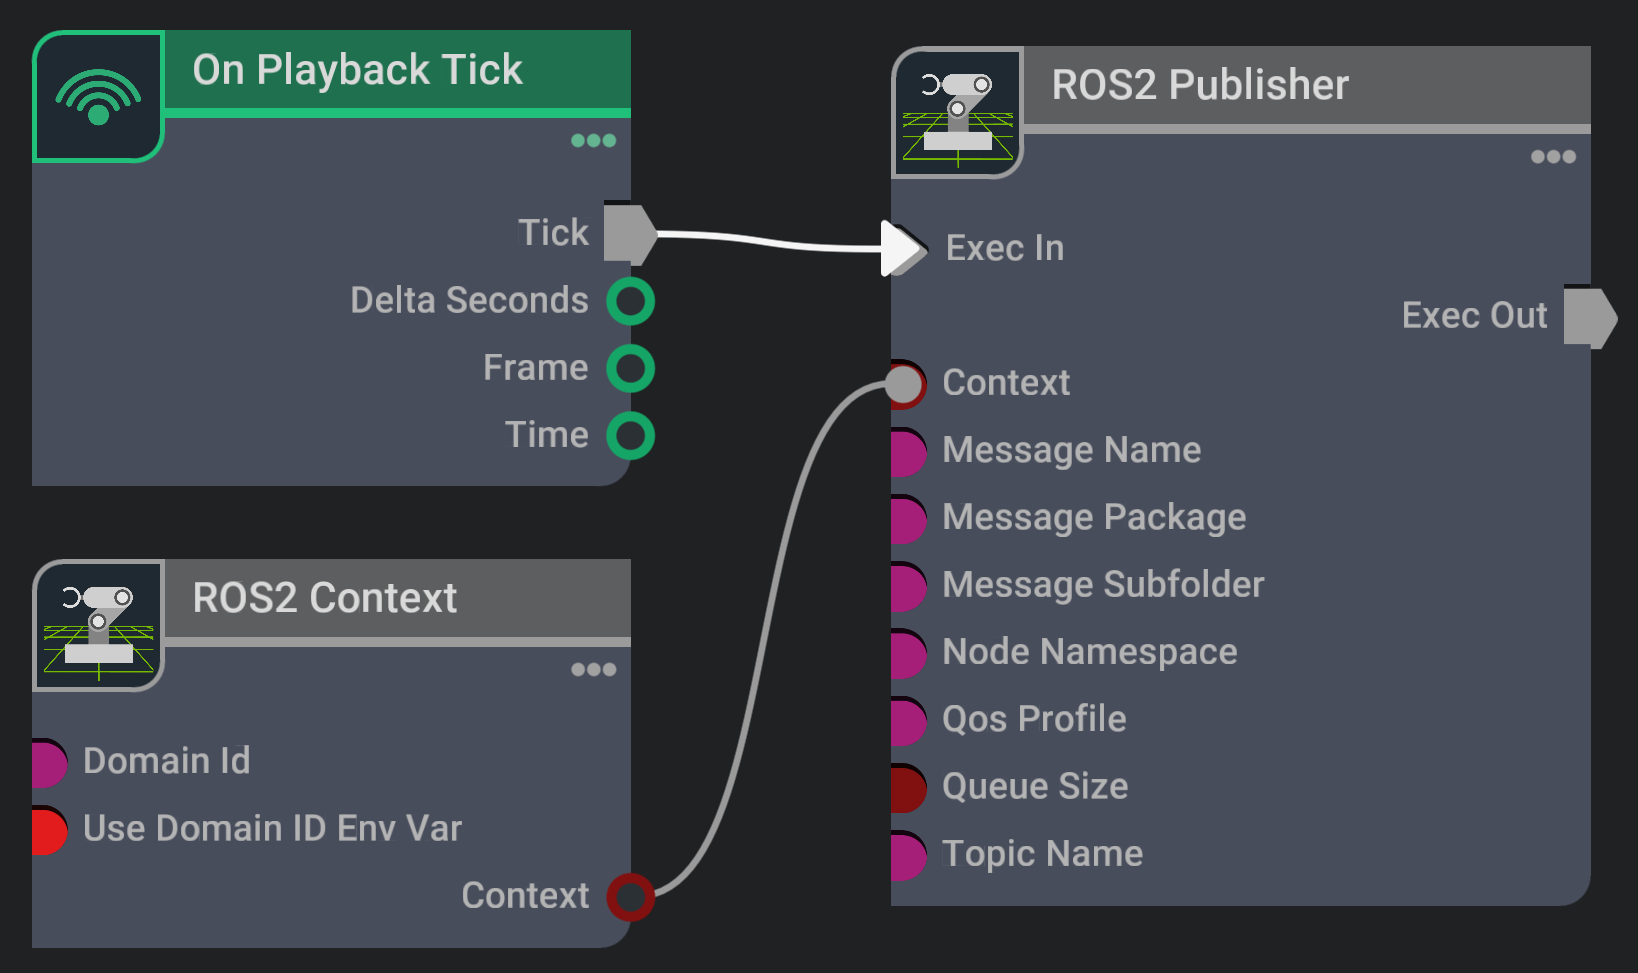 On Playback Tick
Tick
Delta Seconds
Frame
Time
ROS2 Context
Domain Id
Use Domain ID Env Var
Context
ROS2 Publisher
Exec In
Exec Out
Context
Message Name
Message Package
Message Subfolder
Node Namespace
Qos Profile
Queue Size
Topic Name